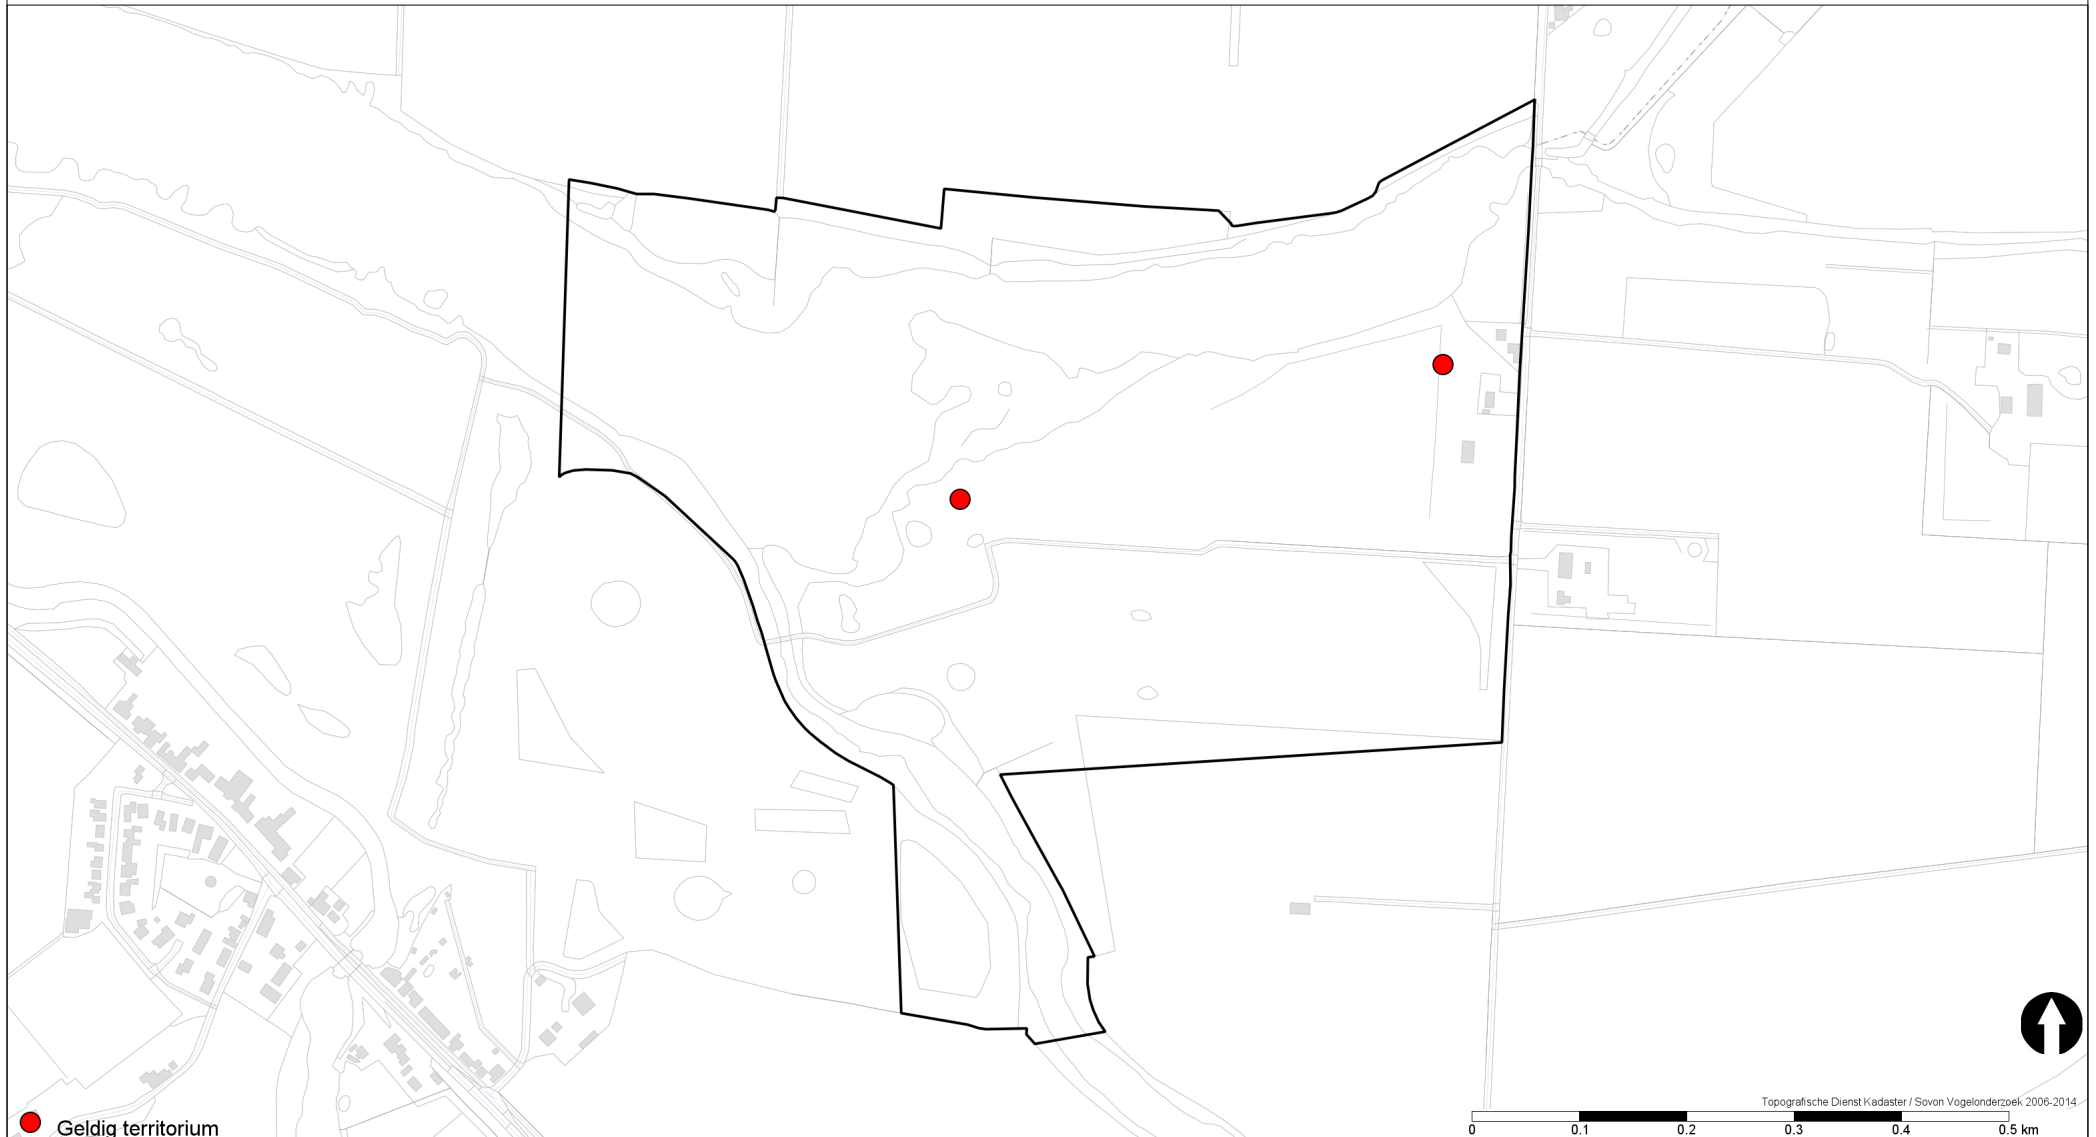 Topografische Dienst Kadaster / Sovon Vogelonderzoek 2006-2014
Geldig territorium
0 0.1 0.2 0.3 0.4 0.5 km